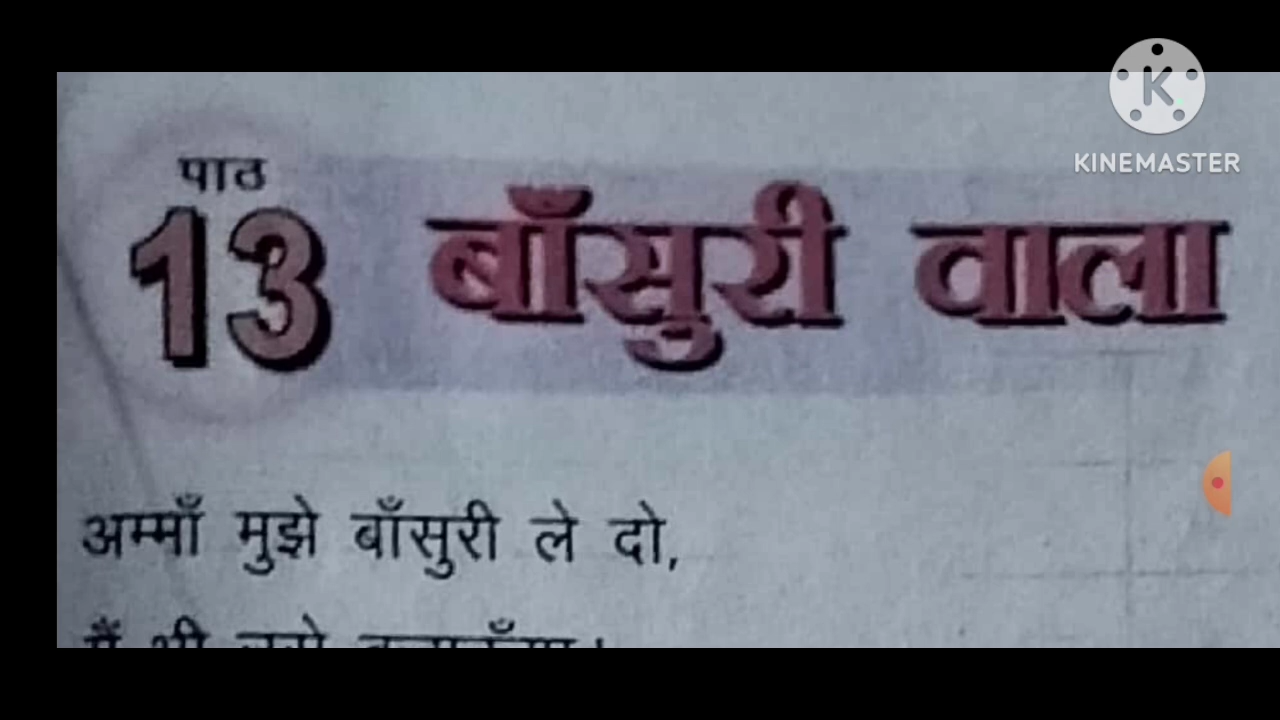 KINEMASTER
पाठ
13 बाँसुरी वाला
अम्माँ मुझे बाँसुरी ले दो,
मैं भी